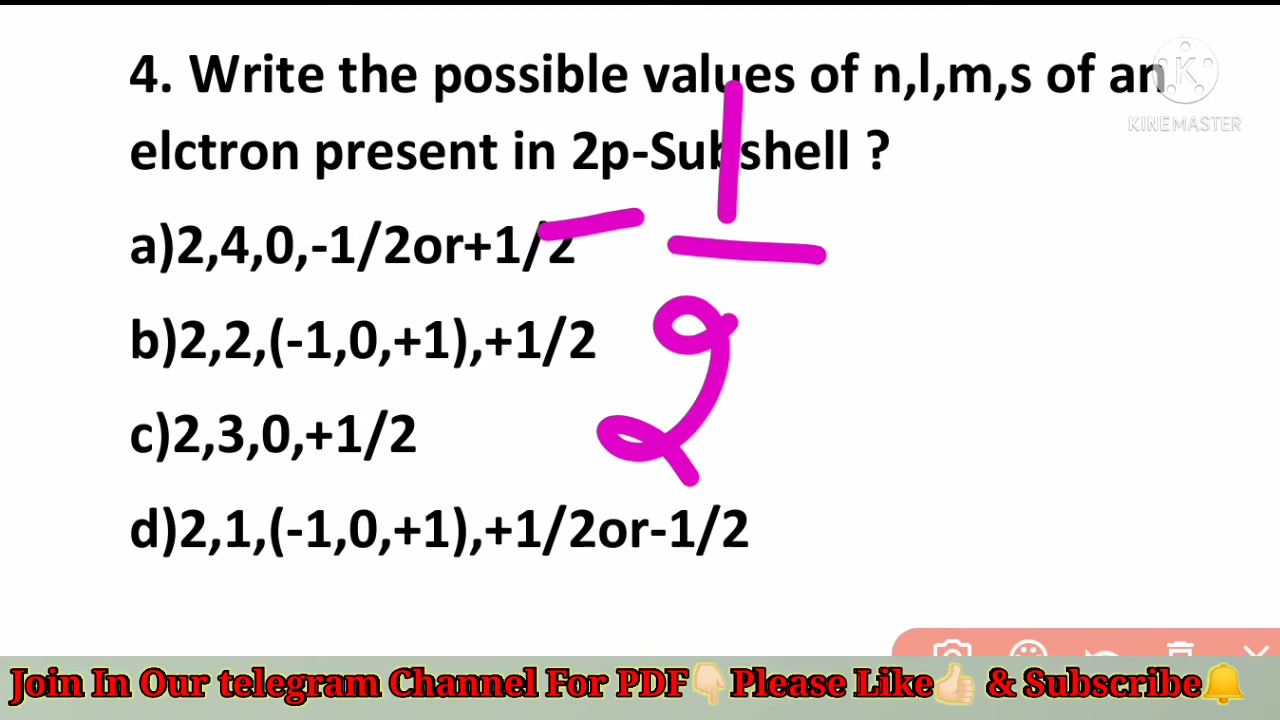 4. Write the possible values of n,l,m,s of an
KINEMASTER
elctron present in 2p-Subshell ?
a)2,4,0,-1/2or+1/2
- 1
2
b)2,2,(-1,0,+1),+1/2
c)2,3,0,+1/2
d)2,1,(-1,0,+1),+1/2or-1/2
Join In Our telegram Channel For PDF👇Please Like👍 & Subscribe🔔